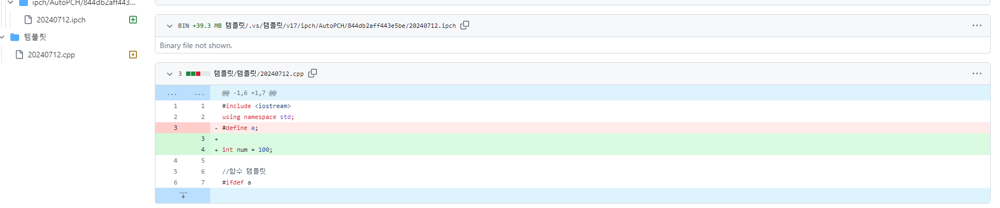 ipch/AutoPCH/844db2aff443...
20240712.ipch
템플릿
20240712.cpp
BIN +39.3 MB 템플릿/.vs/템플릿/v17/ipch/AutoPCH/844db2aff443e5be/20240712.ipch
Binary file not shown.
3 템플릿/템플릿/20240712.cpp
... ... @@ -1,6 +1,7 @@
1 1 #include <iostream>
2 2 using namespace std;
3 - #define a;
3 +
4 + int num = 100;
4 5
5 6 //함수 템플릿
6 7 #ifdef a